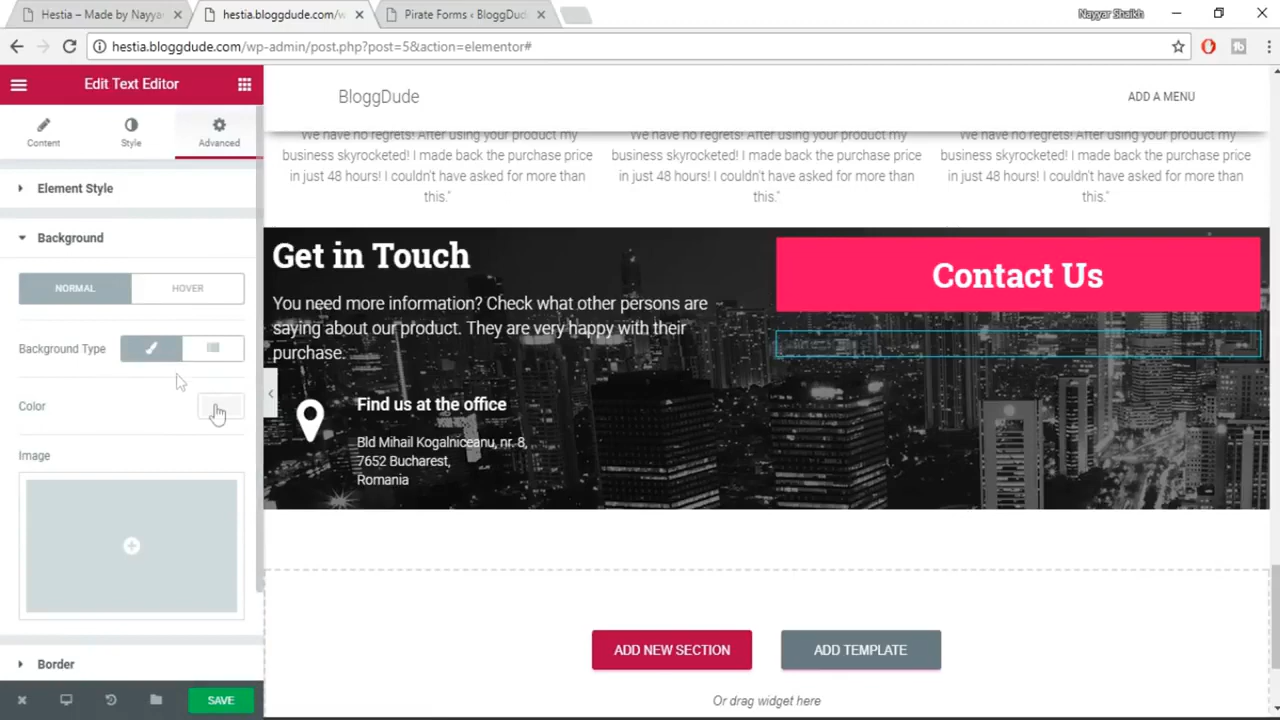 Hestia – Made by Nayya
hestia.bloggdude.com/w
Pirate Forms ‹ BloggDud
Nayyar Shaikh
hestia.bloggdude.com/wp-admin/post.php?post=5&action=elementor#
Edit Text Editor
Content
Style
Advanced
Element Style
Background
NORMAL
HOVER
Background Type
Color
Image
Border
SAVE
BloggDude
ADD A MENU
"We have no regrets! After using your product my
business skyrocketed! I made back the purchase price
in just 48 hours! I couldn't have asked for more than
this."
"We have no regrets! After using your product my
business skyrocketed! I made back the purchase price
in just 48 hours! I couldn't have asked for more than
this."
"We have no regrets! After using your product my
business skyrocketed! I made back the purchase price
in just 48 hours! I couldn't have asked for more than
this."
Get in Touch
You need more information? Check what other persons are
saying about our product. They are very happy with their
purchase.
Find us at the office
Bld Mihail Kogalniceanu, nr. 8,
7652 Bucharest,
Romania
Contact Us
ADD NEW SECTION
ADD TEMPLATE
Or drag widget here